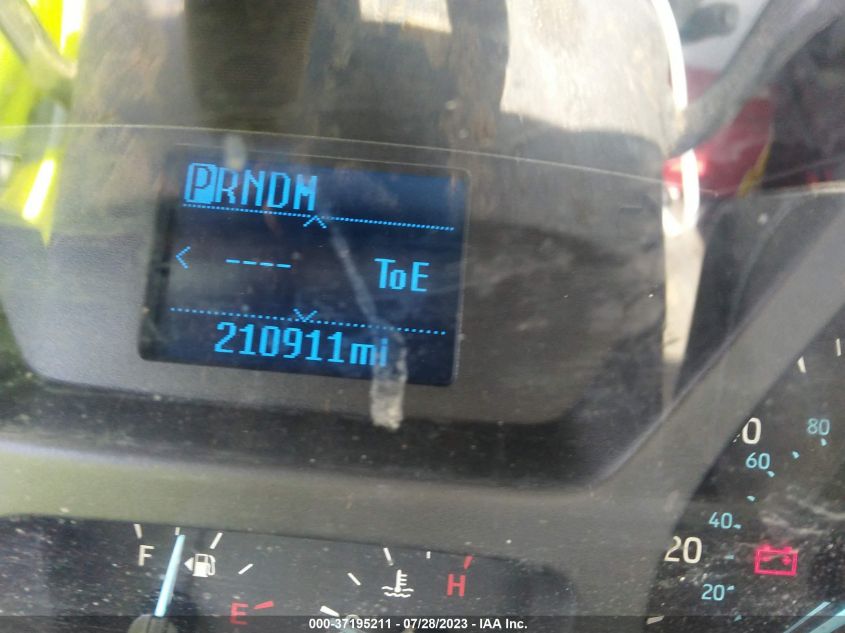 PRNDM
---- ToE
210911mi
80
60
40
20
20
F
E
H
000-37195211 - 07/28/2023 - IAA Inc.